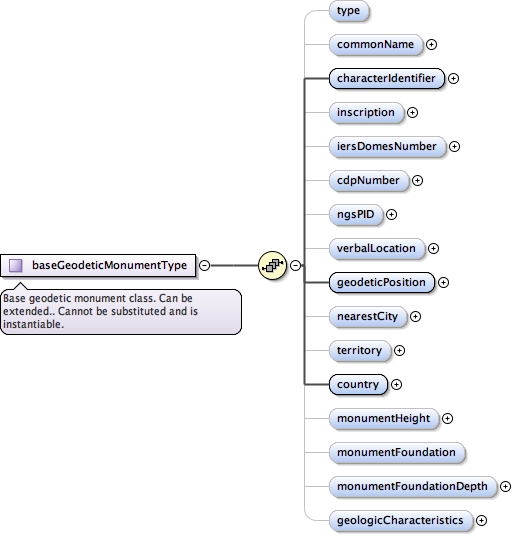 type
commonName
characterIdentifier
inscription
iersDomesNumber
cdpNumber
ngsPID
verbalLocation
baseGeodeticMonumentType
geodeticPosition
Base geodetic monument class. Can be
extended.. Cannot be substituted and is
instantiable.
nearestCity
territory
country
monumentHeight
monumentFoundation
monumentFoundationDepth
geologicCharacteristics